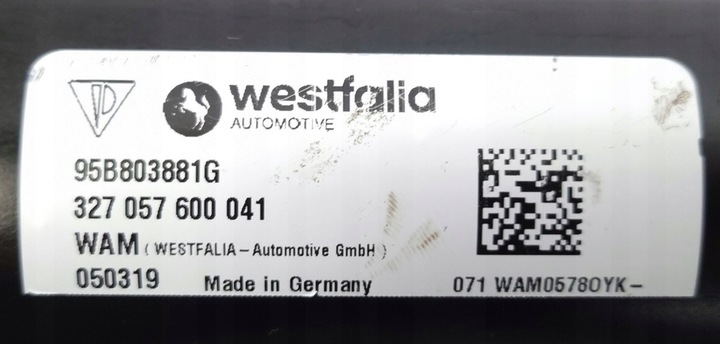 westfalia
AUTOMOTIVE
95B803881G
327 057 600 041
WAM ( WESTFALIA – Automotive GmbH )
050319 Made in Germany
071 WAM05780YK–